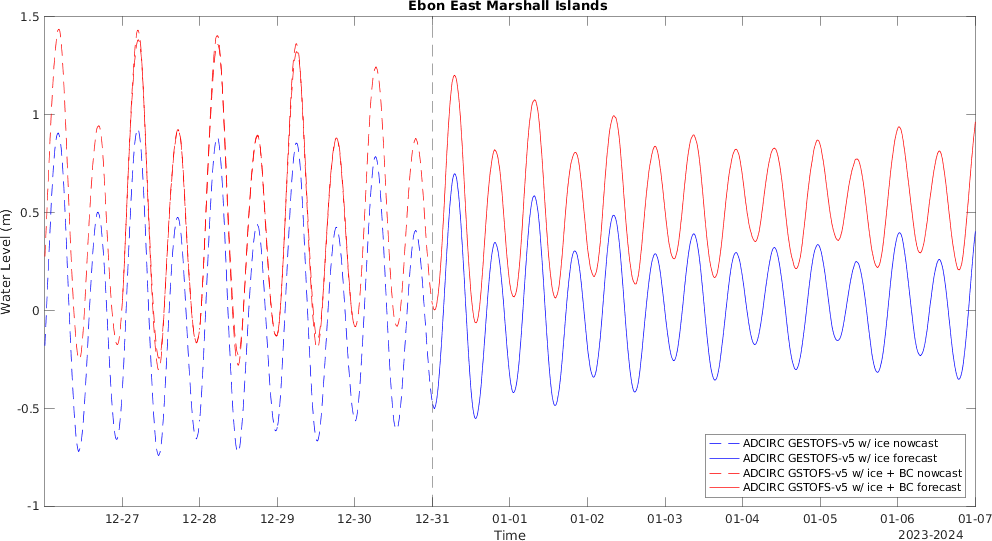 Ebon East Marshall Islands
1.5
1
0.5
0
-0.5
-1
Water Level (m)
12-27 12-28 12-29 12-30 12-31 01-01 01-02 01-03 01-04 01-05 01-06 01-07
Time
2023-2024
ADCIRC GESTOFS-v5 w/ ice nowcast
ADCIRC GESTOFS-v5 w/ ice forecast
ADCIRC GSTOFS-v5 w/ ice + BC nowcast
ADCIRC GSTOFS-v5 w/ ice + BC forecast